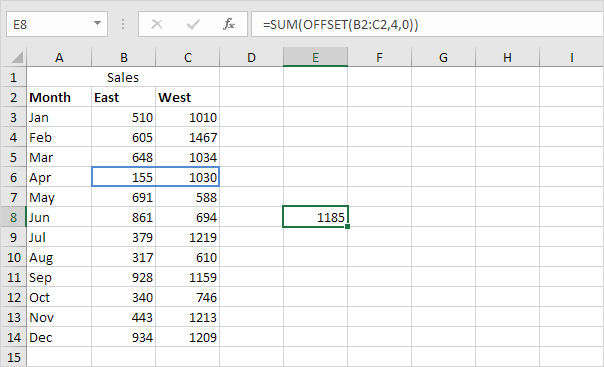 E8 fx =SUM(OFFSET(B2:C2,4,0))
A B C D E F G H I
1 Sales
2 Month East West
3 Jan 510 1010
4 Feb 605 1467
5 Mar 648 1034
6 Apr 155 1030
7 May 691 588
8 Jun 861 694 1185
9 Jul 379 1219
10 Aug 317 610
11 Sep 928 1159
12 Oct 340 746
13 Nov 443 1213
14 Dec 934 1209
15